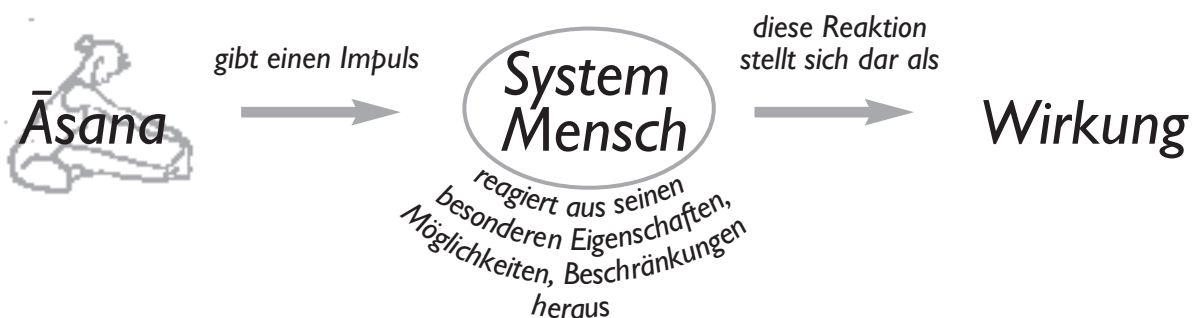 Āsana
gibt einen Impuls
System
Mensch
reagiert aus seinen
besonderen Eigenschaften,
Möglichkeiten, Beschränkungen
heraus
diese Reaktion
stellt sich dar als
Wirkung